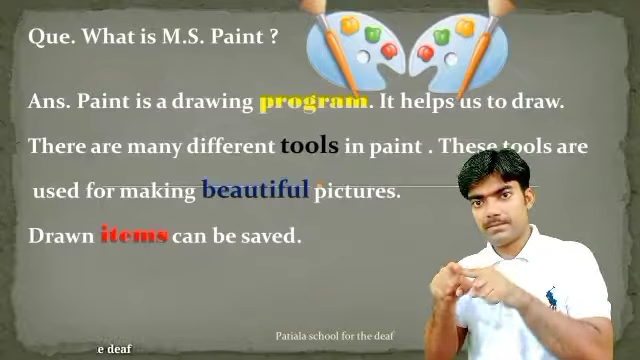 Que. What is M.S. Paint ?
Ans. Paint is a drawing program. It helps us to draw.
There are many different tools in paint . These tools are
used for making beautiful pictures.
Drawn items can be saved.
Patiala school for the deaf
e deaf